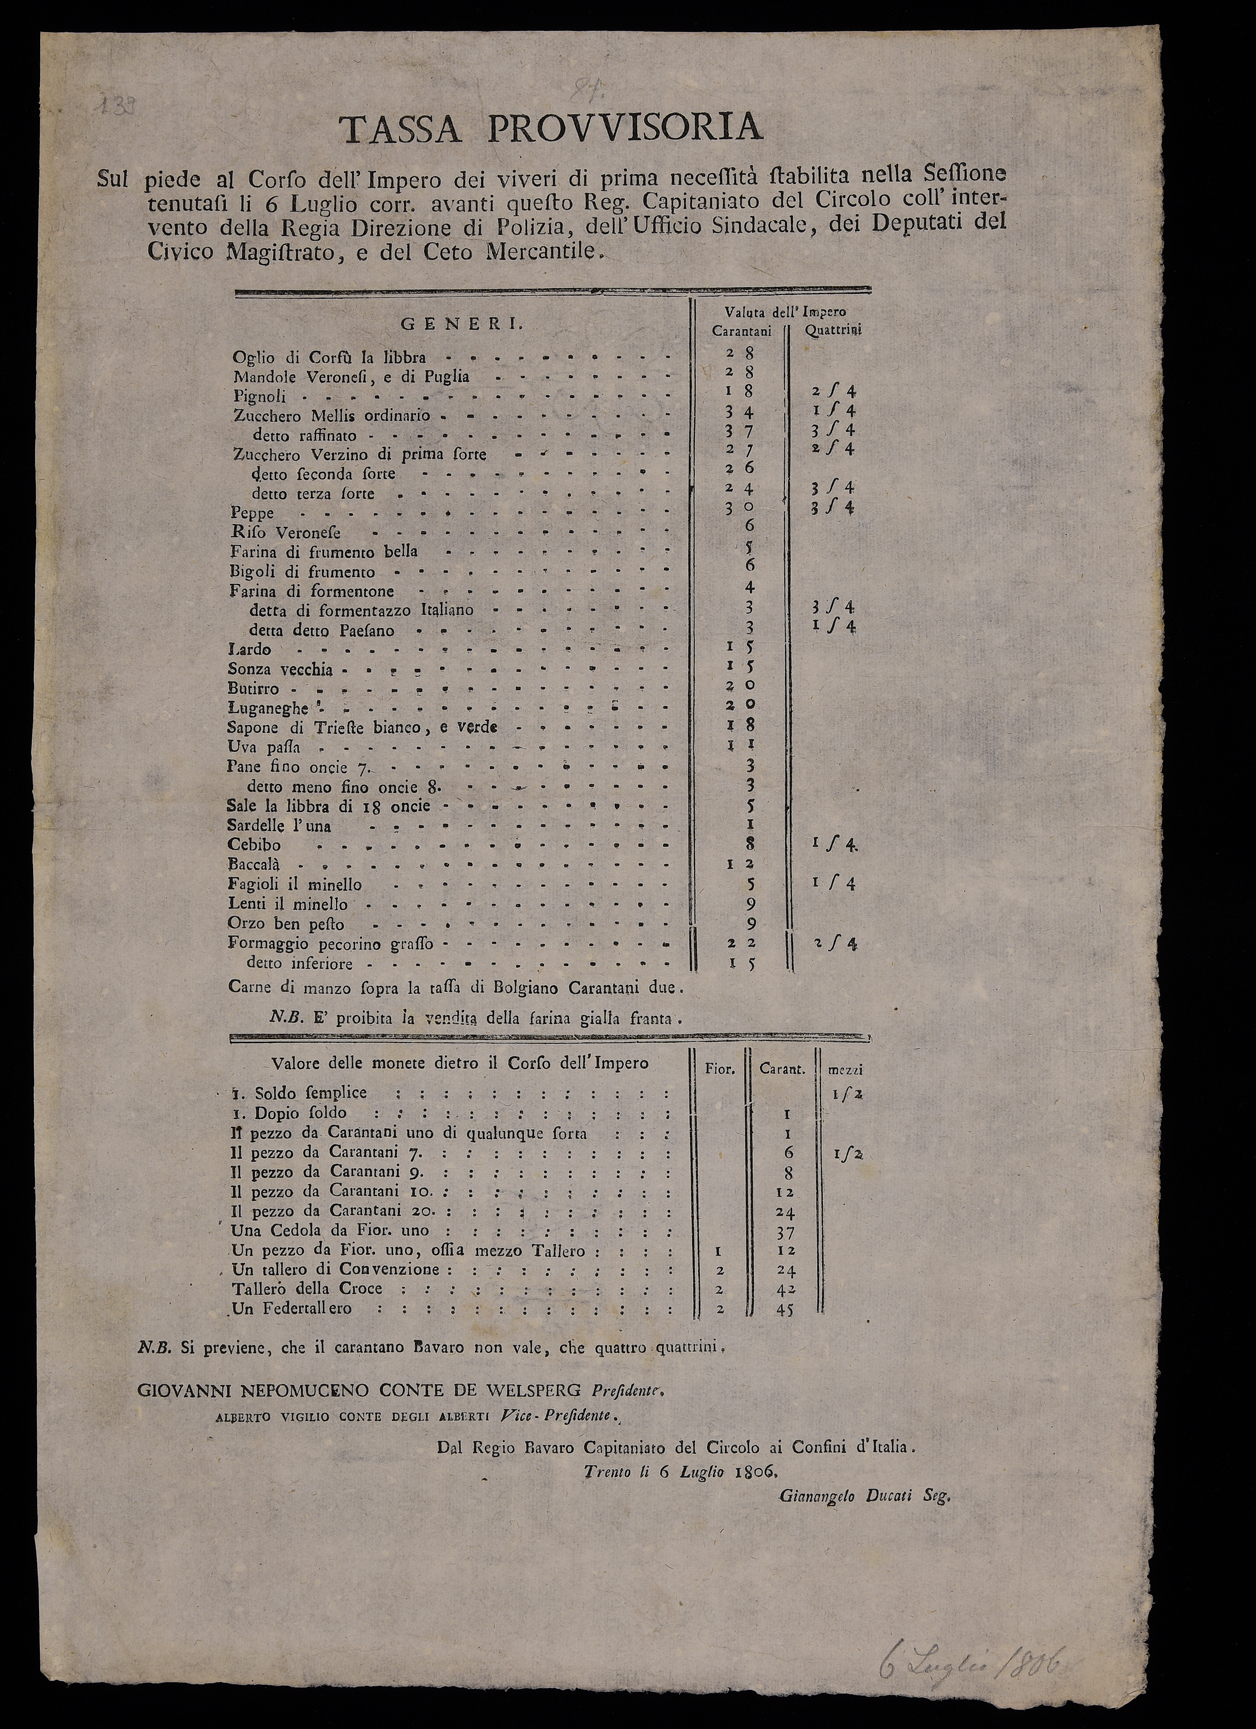 139
TASSA PROVVISORIA
Sul piede al Corſo dell' Impero dei viveri di prima neceſſità ſtabilita nella Seſſione
tenutaſi li 6 Luglio corr. avanti queſto Reg. Capitaniato del Circolo coll' inter-
vento della Regia Direzione di Polizia, dell' Ufficio Sindacale, dei Deputati del
Civico Magiſtrato, e del Ceto Mercantile.
GENERI. Valuta dell' Impero
Carantani Quattrini
Oglio di Corfù la libbra - - - - - - - - - - 28
Mandole Veroneſi, e di Puglia - - - - - - - - 28
Pignoli - - - - - - - - - - - - - - - - 18 2 ſ 4
Zucchero Mellis ordinario - - - - - - - - - - 34 1 ſ 4
detto raffinato - - - - - - - - - - - - - 37 3 ſ 4
Zucchero Verzino di prima ſorte - - - - - - - 27 2 ſ 4
detto ſeconda ſorte - - - - - - - - - - - 26
detto terza ſorte - - - - - - - - - - - - 24 3 ſ 4
Peppe - - - - - - - - - - - - - - - - 30 3 ſ 4
Riſo Veroneſe - - - - - - - - - - - - - 6
Farina di frumento bella - - - - - - - - - - 5
Bigoli di frumento - - - - - - - - - - - - 6
Farina di formentone - - - - - - - - - - - 4
detta di formentazzo Italiano - - - - - - - - 3 3 ſ 4
detta detto Paeſano - - - - - - - - - - - 3 1 ſ 4
Lardo - - - - - - - - - - - - - - - - 15
Sonza vecchia - - - - - - - - - - - - - - 15
Butirro - - - - - - - - - - - - - - - - 20
Luganeghe - - - - - - - - - - - - - - - 20
Sapone di Trieſte bianco, e verde - - - - - - - 18
Uva paſſa - - - - - - - - - - - - - - - 11
Pane fino oncie 7. - - - - - - - - - - - - 3
detto meno fino oncie 8. - - - - - - - - - 3
Sale la libbra di 18 oncie - - - - - - - - - - 5
Sardelle l' una - - - - - - - - - - - - - 1
Cebibo - - - - - - - - - - - - - - - 8 1 ſ 4.
Baccalà - - - - - - - - - - - - - - - - 12
Fagioli il minello - - - - - - - - - - - - 5 1 ſ 4
Lenti il minello - - - - - - - - - - - - - 9
Orzo ben peſto - - - - - - - - - - - - - 9
Formaggio pecorino graſſo - - - - - - - - - - 22 2 ſ 4
detto inferiore - - - - - - - - - - - - - 15
Carne di manzo ſopra la taſſa di Bolgiano Carantani due.
N.B. E' proibita la vendita della farina gialla franta.
Valore delle monete dietro il Corſo dell' Impero Fior. Carant. mezzi
1. Soldo ſemplice : : : : : : : : : : : : 1ſ2
1. Dopio ſoldo : : : : : : : : : : : : : 1
Il pezzo da Carantani uno di qualunque ſorta : : : 1
Il pezzo da Carantani 7. : : : : : : : : : : 6 1ſ2
Il pezzo da Carantani 9. : : : : : : : : : : 8
Il pezzo da Carantani 10. : : : : : : : : : : 12
Il pezzo da Carantani 20. : : : : : : : : : : 24
Una Cedola da Fior. uno : : : : : : : : : : 37
Un pezzo da Fior. uno, oſſia mezzo Tallero : : : : 1 12
Un tallero di Convenzione : : : : : : : : : : 2 24
Tallero della Croce : : : : : : : : : : : : 2 42
Un Federtallero : : : : : : : : : : : : : 2 45
N.B. Si previene, che il carantano Bavaro non vale, che quattro quattrini.
GIOVANNI NEPOMUCENO CONTE DE WELSPERG Preſidente.
ALBERTO VIGILIO CONTE DEGLI ALBERTI Vice-Preſidente.
Dal Regio Bavaro Capitaniato del Circolo ai Confini d'Italia.
Trento li 6 Luglio 1806.
Gianangelo Ducati Seg.
6 Luglio 1806